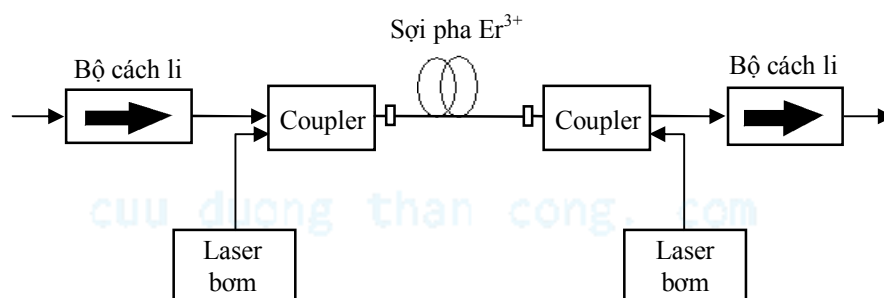 Sợi pha Er³⁺
Bộ cách li
Bộ cách li
Coupler
Coupler
cuu duong than cong. com
Laser
bơm
Laser
bơm